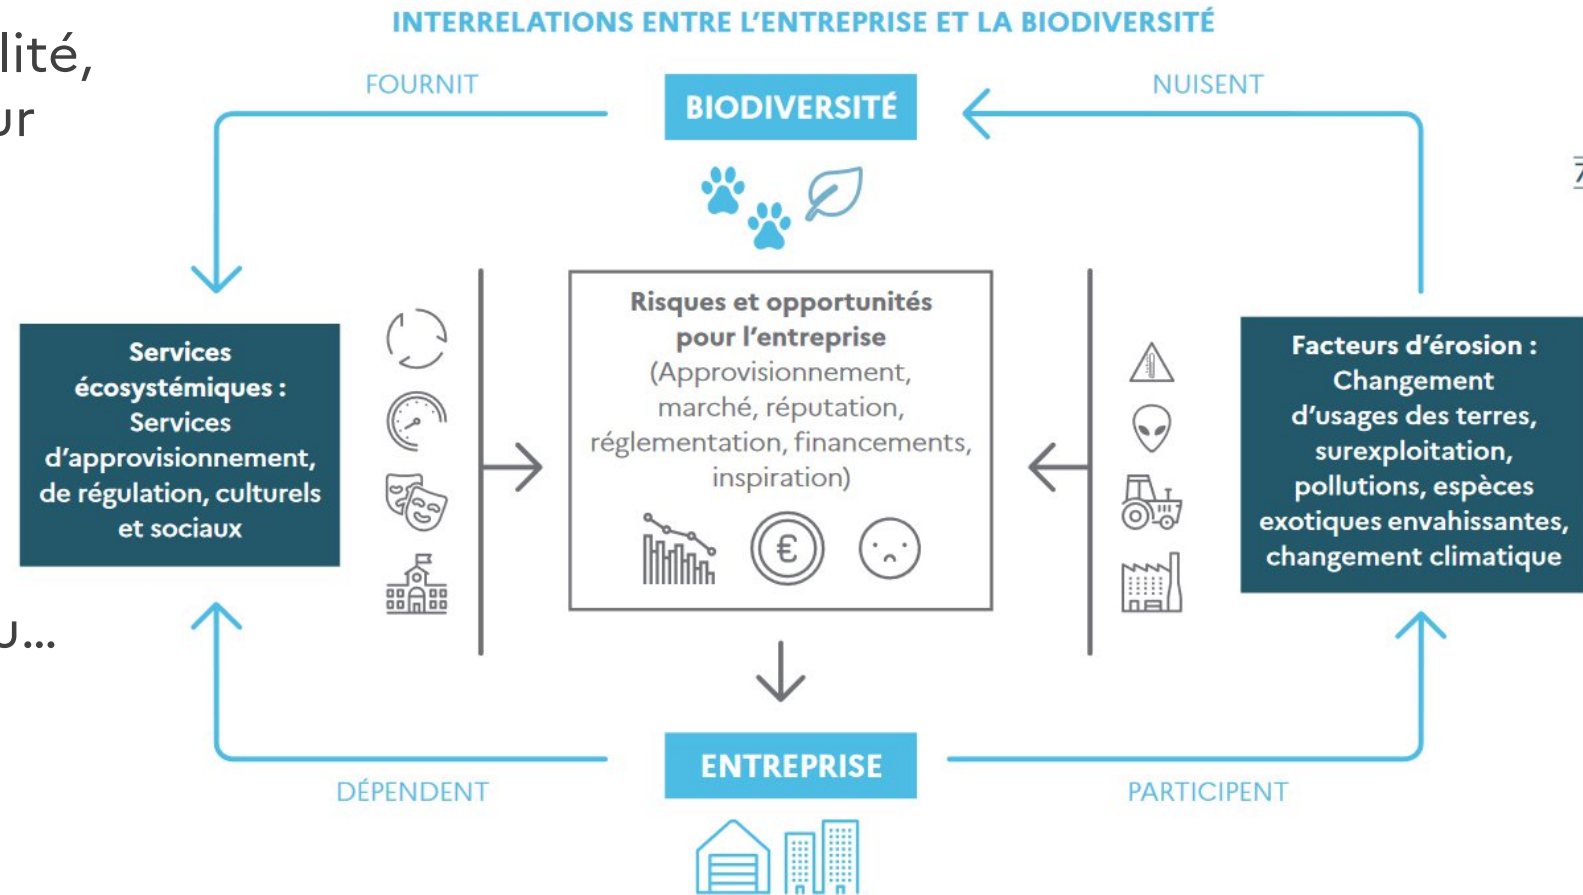 INTERRELATIONS ENTRE L'ENTREPRISE ET LA BIODIVERSITÉ
FOURNIT
BIODIVERSITÉ
NUISENT
Services
écosystémiques :
Services
d'approvisionnement,
de régulation, culturels
et sociaux
Risques et opportunités
pour l'entreprise
(Approvisionnement,
marché, réputation,
réglementation, financements,
inspiration)
€
Facteurs d'érosion :
Changement
d'usages des terres,
surexploitation,
pollutions, espèces
exotiques envahissantes,
changement climatique
DÉPENDENT
ENTREPRISE
PARTICIPENT